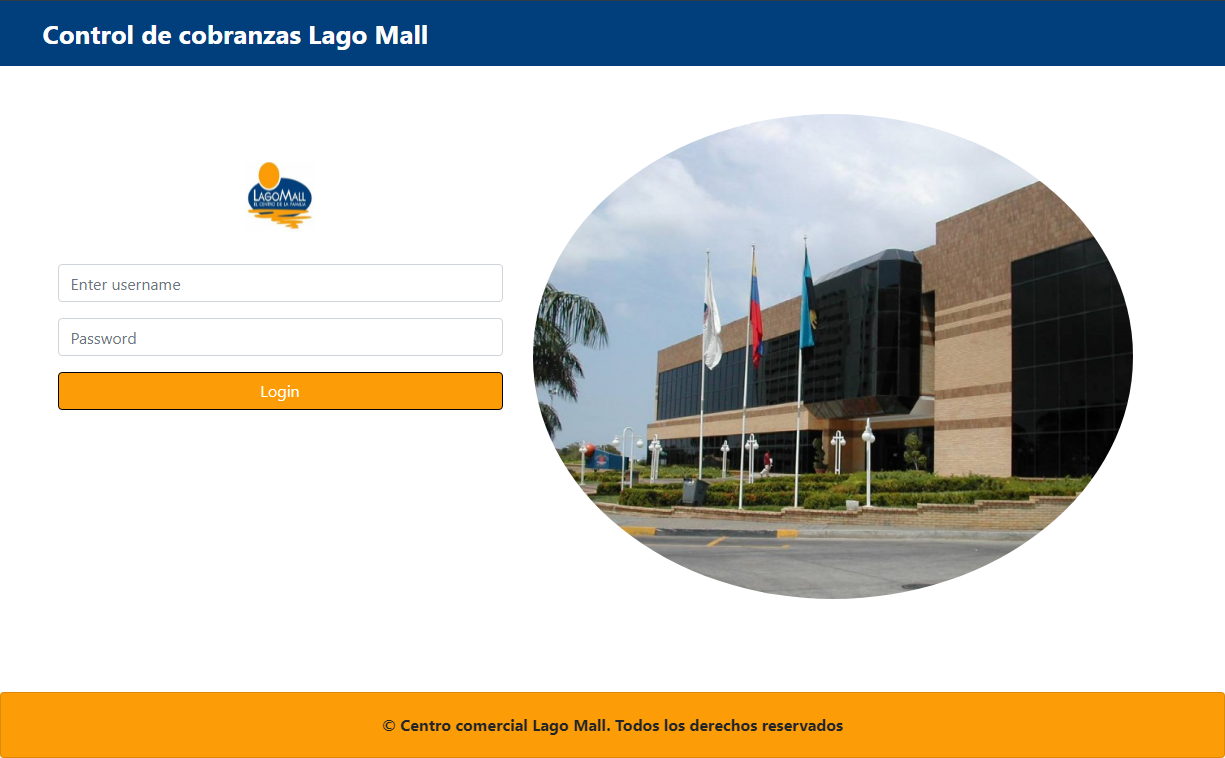 Control de cobranzas Lago Mall
LAGOMALL
EL CENTRO DE LA FAMILIA
Enter username
Password
Login
© Centro comercial Lago Mall. Todos los derechos reservados